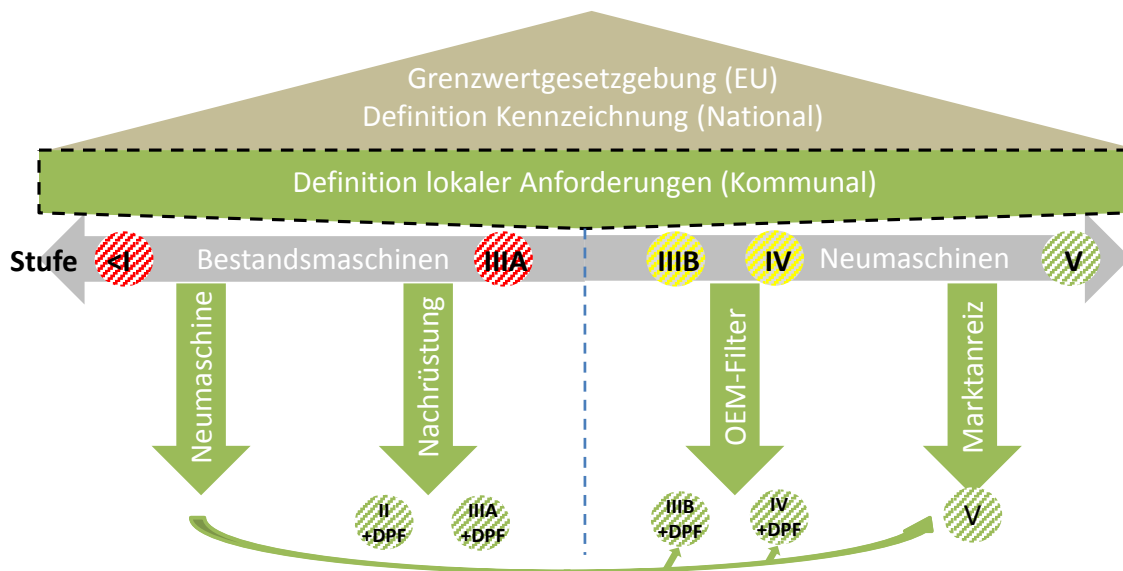 Grenzwertgesetzgebung (EU)
Definition Kennzeichnung (National)
Definition lokaler Anforderungen (Kommunal)
Stufe <I Bestandsmaschinen IIIA IIIB IV Neumaschinen V
Neumaschine
Nachrüstung
OEM-Filter
Marktanreiz
II
+DPF
IIIA
+DPF
IIIB
+DPF
IV
+DPF
V